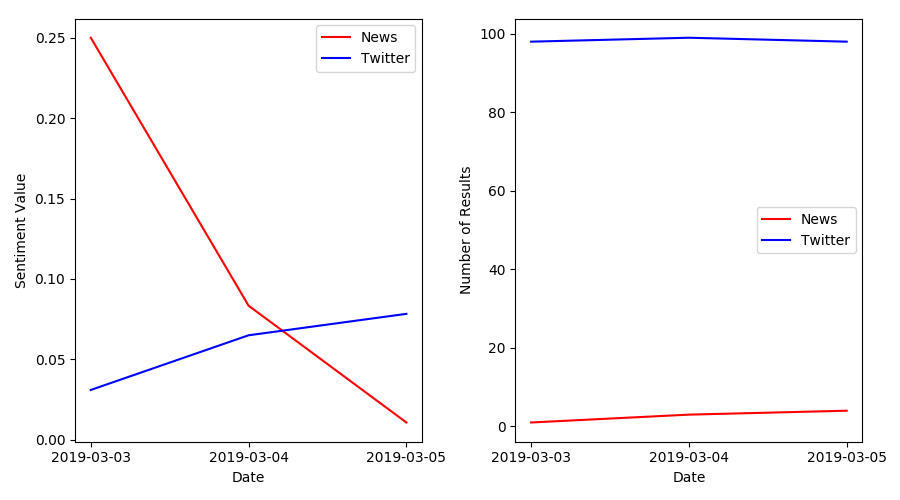 0.25
0.20
0.15
0.10
0.05
0.00
Sentiment Value
News
Twitter
2019-03-03 2019-03-04 2019-03-05
Date
100
80
60
40
20
0
Number of Results
News
Twitter
2019-03-03 2019-03-04 2019-03-05
Date